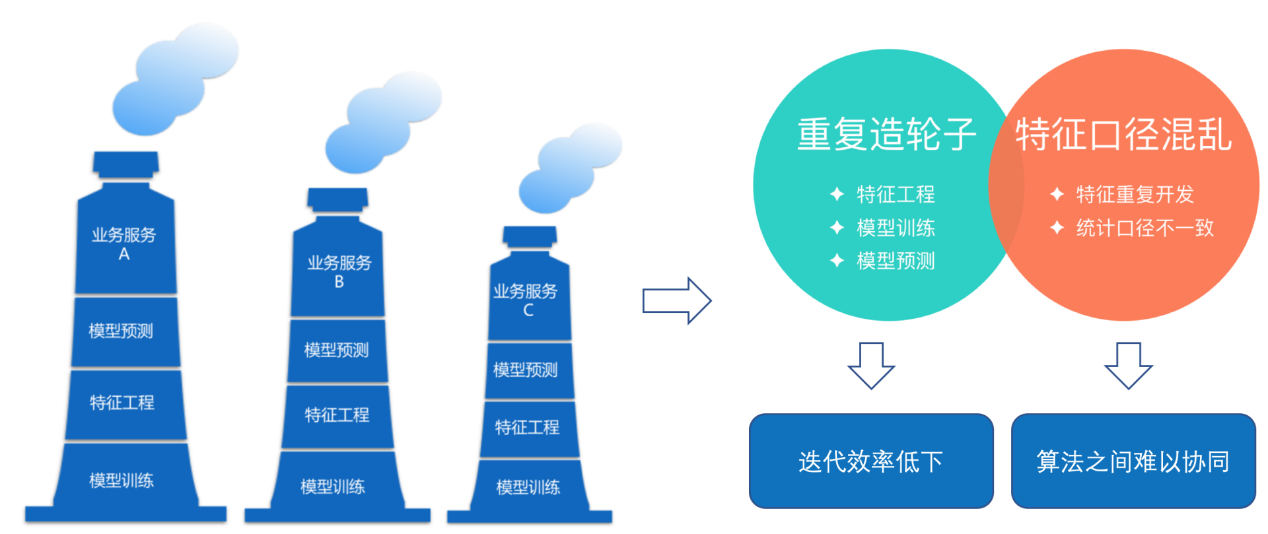 业务服务
A
模型预测
特征工程
模型训练
业务服务
B
模型预测
特征工程
模型训练
业务服务
C
模型预测
特征工程
模型训练
重复造轮子
特征工程
模型训练
模型预测
特征口径混乱
特征重复开发
统计口径不一致
迭代效率低下
算法之间难以协同